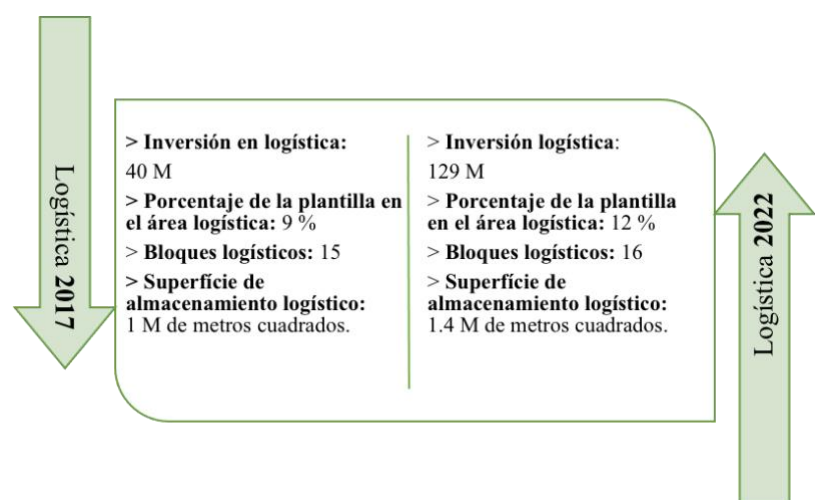 Logística 2017
> Inversión en logística:
40 M
> Porcentaje de la plantilla en
el área logística: 9 %
> Bloques logísticos: 15
> Superfície de
almacenamiento logístico:
1 M de metros cuadrados.
> Inversión logística:
129 M
> Porcentaje de la plantilla
en el área logística: 12 %
> Bloques logísticos: 16
> Superfície de
almacenamiento logístico:
1.4 M de metros cuadrados.
Logística 2022